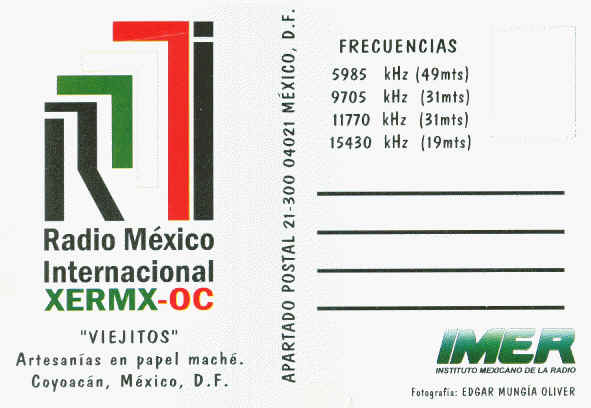 Radio México
Internacional
XERMX-OC
"VIEJITOS"
Artesanías en papel maché.
Coyoacán, México, D.F.
APARTADO POSTAL 21-300 04021 MÉXICO, D.F.
FRECUENCIAS
5985 kHz (49mts)
9705 kHz (31mts)
11770 kHz (31mts)
15430 kHz (19mts)
IMER
INSTITUTO MEXICANO DE LA RADIO
Fotografía: EDGAR MUNGÍA OLIVER